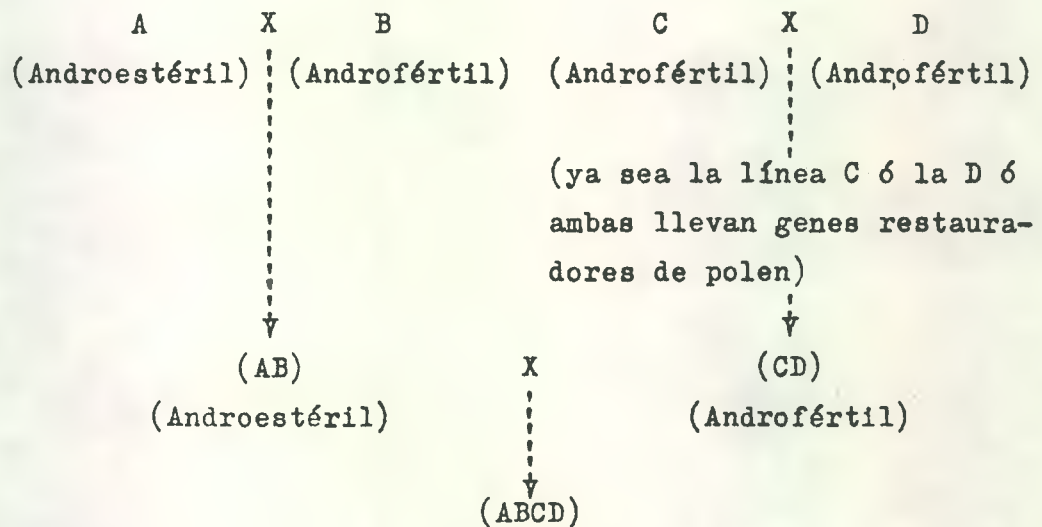 A X B C X D
(Androestéril) (Androfértil) (Androfértil) (Androfértil)
(ya sea la línea C ó la D ó
ambas llevan genes restaura-
dores de polen)
(AB) X (CD)
(Androestéril) (Androfértil)
(ABCD)